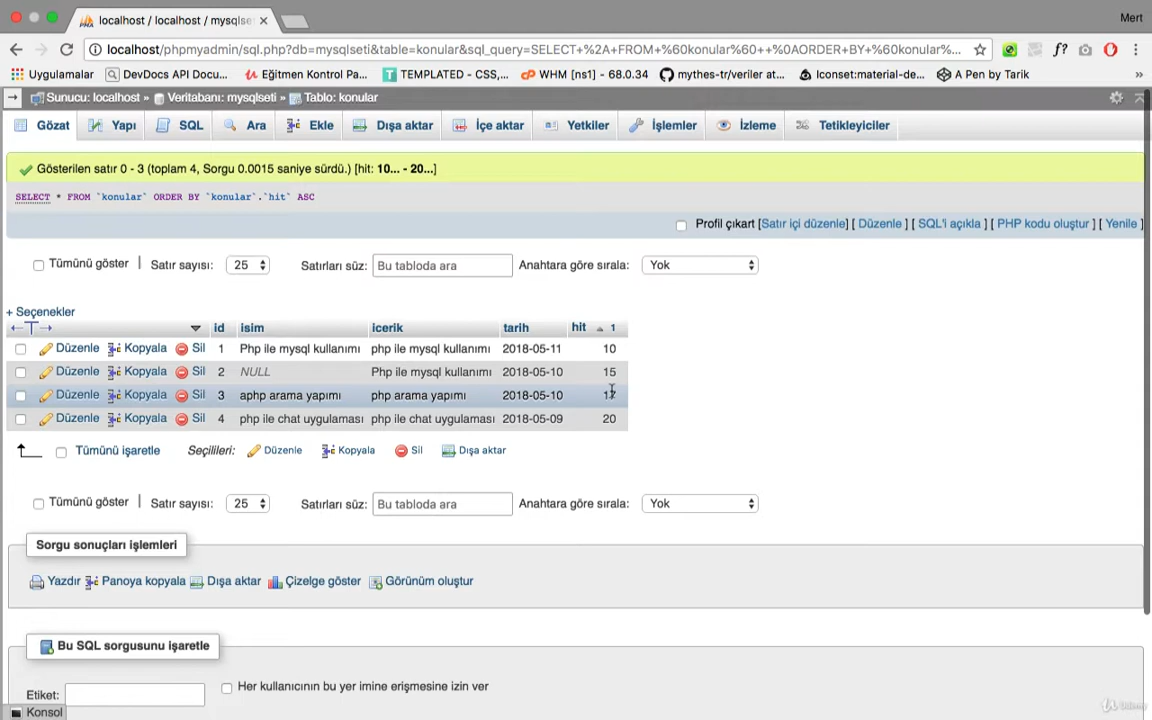 localhost / localhost / mysqlse
Mert
localhost/phpmyadmin/sql.php?db=mysqlseti&table=konular&sql_query=SELECT+%2A+FROM+%60konular%60++%0AORDER+BY+%60konular%...
Uygulamalar DevDocs API Docu... Eğitmen Kontrol Pa... TEMPLATED - CSS,... WHM [ns1] - 68.0.34 mythes-tr/veriler at... Iconset:material-de... A Pen by Tarik »
Sunucu: localhost » Veritabanı: mysqlseti » Tablo: konular
Gözat Yapı SQL Ara Ekle Dışa aktar İçe aktar Yetkiler İşlemler İzleme Tetikleyiciler
Gösterilen satır 0 - 3 (toplam 4, Sorgu 0.0015 saniye sürdü.) [hit: 10... - 20...]
SELECT * FROM `konular` ORDER BY `konular`.`hit` ASC
Profil çıkart [Satır içi düzenle] [ Düzenle ] [ SQL'i açıkla ] [ PHP kodu oluştur ] [ Yenile ]
Tümünü göster | Satır sayısı: 25 Satırları süz: Bu tabloda ara Anahtara göre sırala: Yok
+ Seçenekler
←T→ id isim icerik tarih hit 1
Düzenle Kopyala Sil 1 Php ile mysql kullanımı php ile mysql kullanımı 2018-05-11 10
Düzenle Kopyala Sil 2 NULL Php ile mysql kullanımı 2018-05-10 15
Düzenle Kopyala Sil 3 aphp arama yapımı php arama yapımı 2018-05-10 17
Düzenle Kopyala Sil 4 php ile chat uygulaması php ile chat uygulaması 2018-05-09 20
Tümünü işaretle Seçilileri: Düzenle Kopyala Sil Dışa aktar
Tümünü göster | Satır sayısı: 25 Satırları süz: Bu tabloda ara Anahtara göre sırala: Yok
Sorgu sonuçları işlemleri
Yazdır Panoya kopyala Dışa aktar Çizelge göster Görünüm oluştur
Bu SQL sorgusunu işaretle
Etiket: Her kullanıcının bu yer imine erişmesine izin ver
Konsol
Udemy